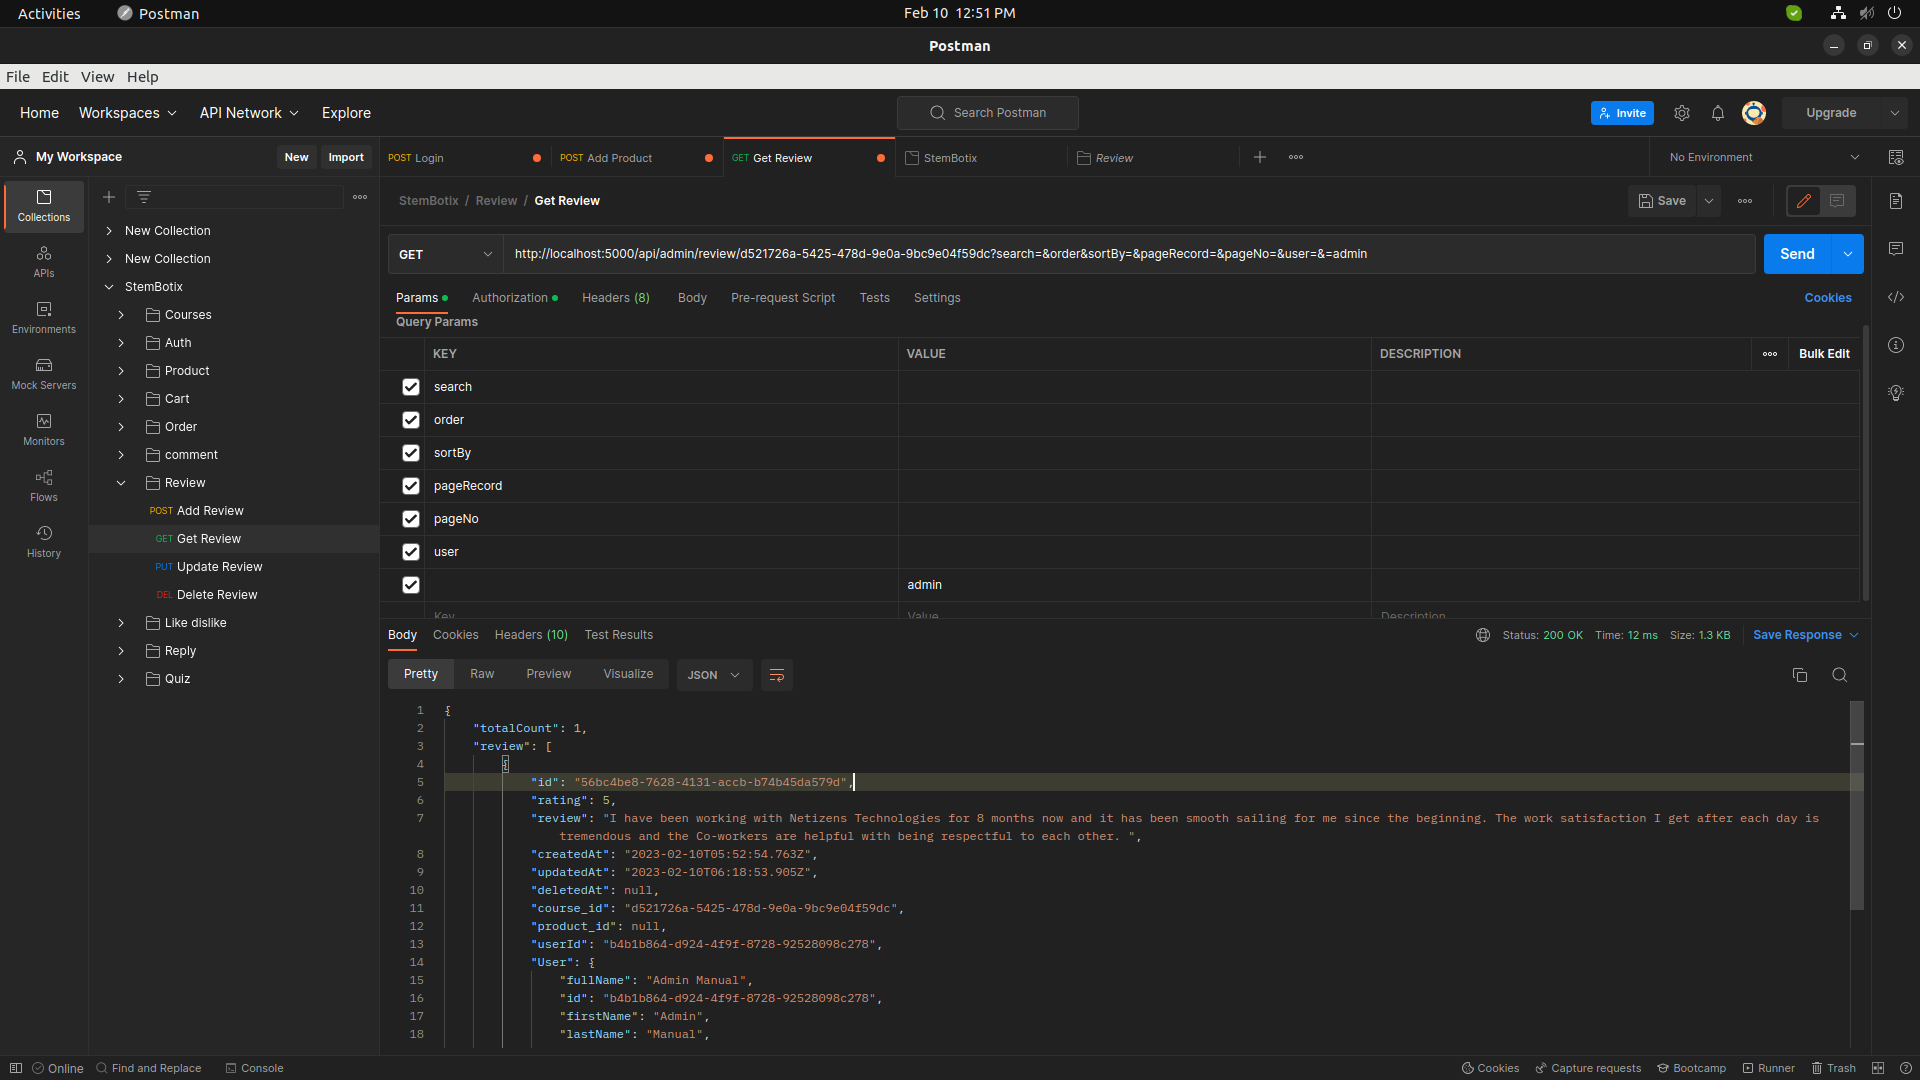 Activities
Postman
Feb 10 12:51 PM
Postman
File Edit View Help
Home
Workspaces
API Network
Explore
Search Postman
Invite
Upgrade
My Workspace
New
Import
POST Login
POST Add Product
GET Get Review
StemBotix
Review
No Environment
Collections
APIs
Environments
Mock Servers
Monitors
Flows
History
New Collection
New Collection
StemBotix
Courses
Auth
Product
Cart
Order
comment
Review
POST Add Review
GET Get Review
PUT Update Review
DEL Delete Review
Like dislike
Reply
Quiz
StemBotix / Review / Get Review
Save
GET
http://localhost:5000/api/admin/review/d521726a-5425-478d-9e0a-9bc9e04f59dc?search=&order&sortBy=&pageRecord=&pageNo=&user=&=admin
Send
Params
Authorization
Headers (8)
Body
Pre-request Script
Tests
Settings
Cookies
Query Params
KEY VALUE DESCRIPTION
Bulk Edit
search
order
sortBy
pageRecord
pageNo
user
admin
Key Value Description
Body
Cookies
Headers (10)
Test Results
Status: 200 OK Time: 12 ms Size: 1.3 KB
Save Response
Pretty
Raw
Preview
Visualize
JSON
1 {
2 "totalCount": 1,
3 "review": [
4 {
5 "id": "56bc4be8-7628-4131-accb-b74b45da579d",
6 "rating": 5,
7 "review": "I have been working with Netizens Technologies for 8 months now and it has been smooth sailing for me since the beginning. The work satisfaction I get after each day is
tremendous and the Co-workers are helpful with being respectful to each other. ",
8 "createdAt": "2023-02-10T05:52:54.763Z",
9 "updatedAt": "2023-02-10T06:18:53.905Z",
10 "deletedAt": null,
11 "course_id": "d521726a-5425-478d-9e0a-9bc9e04f59dc",
12 "product_id": null,
13 "userId": "b4b1b864-d924-4f9f-8728-92528098c278",
14 "User": {
15 "fullName": "Admin Manual",
16 "id": "b4b1b864-d924-4f9f-8728-92528098c278",
17 "firstName": "Admin",
18 "lastName": "Manual",
Online
Find and Replace
Console
Cookies
Capture requests
Bootcamp
Runner
Trash